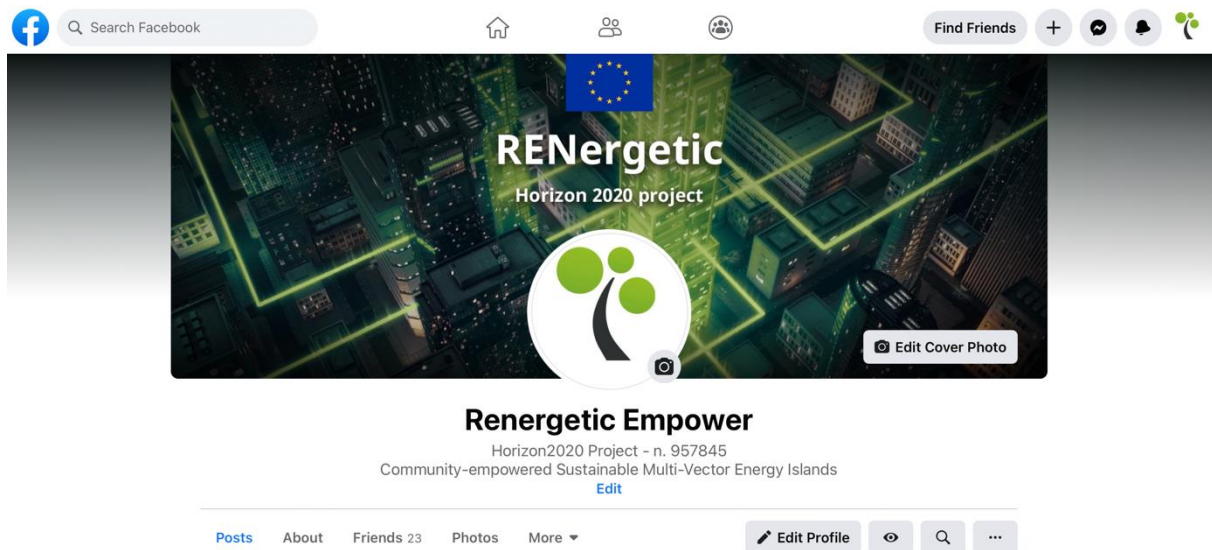 Search Facebook
Find Friends
RENergetic
Horizon 2020 project
Edit Cover Photo
Renergetic Empower
Horizon2020 Project - n. 957845
Community-empowered Sustainable Multi-Vector Energy Islands
Edit
Posts About Friends 23 Photos More Edit Profile